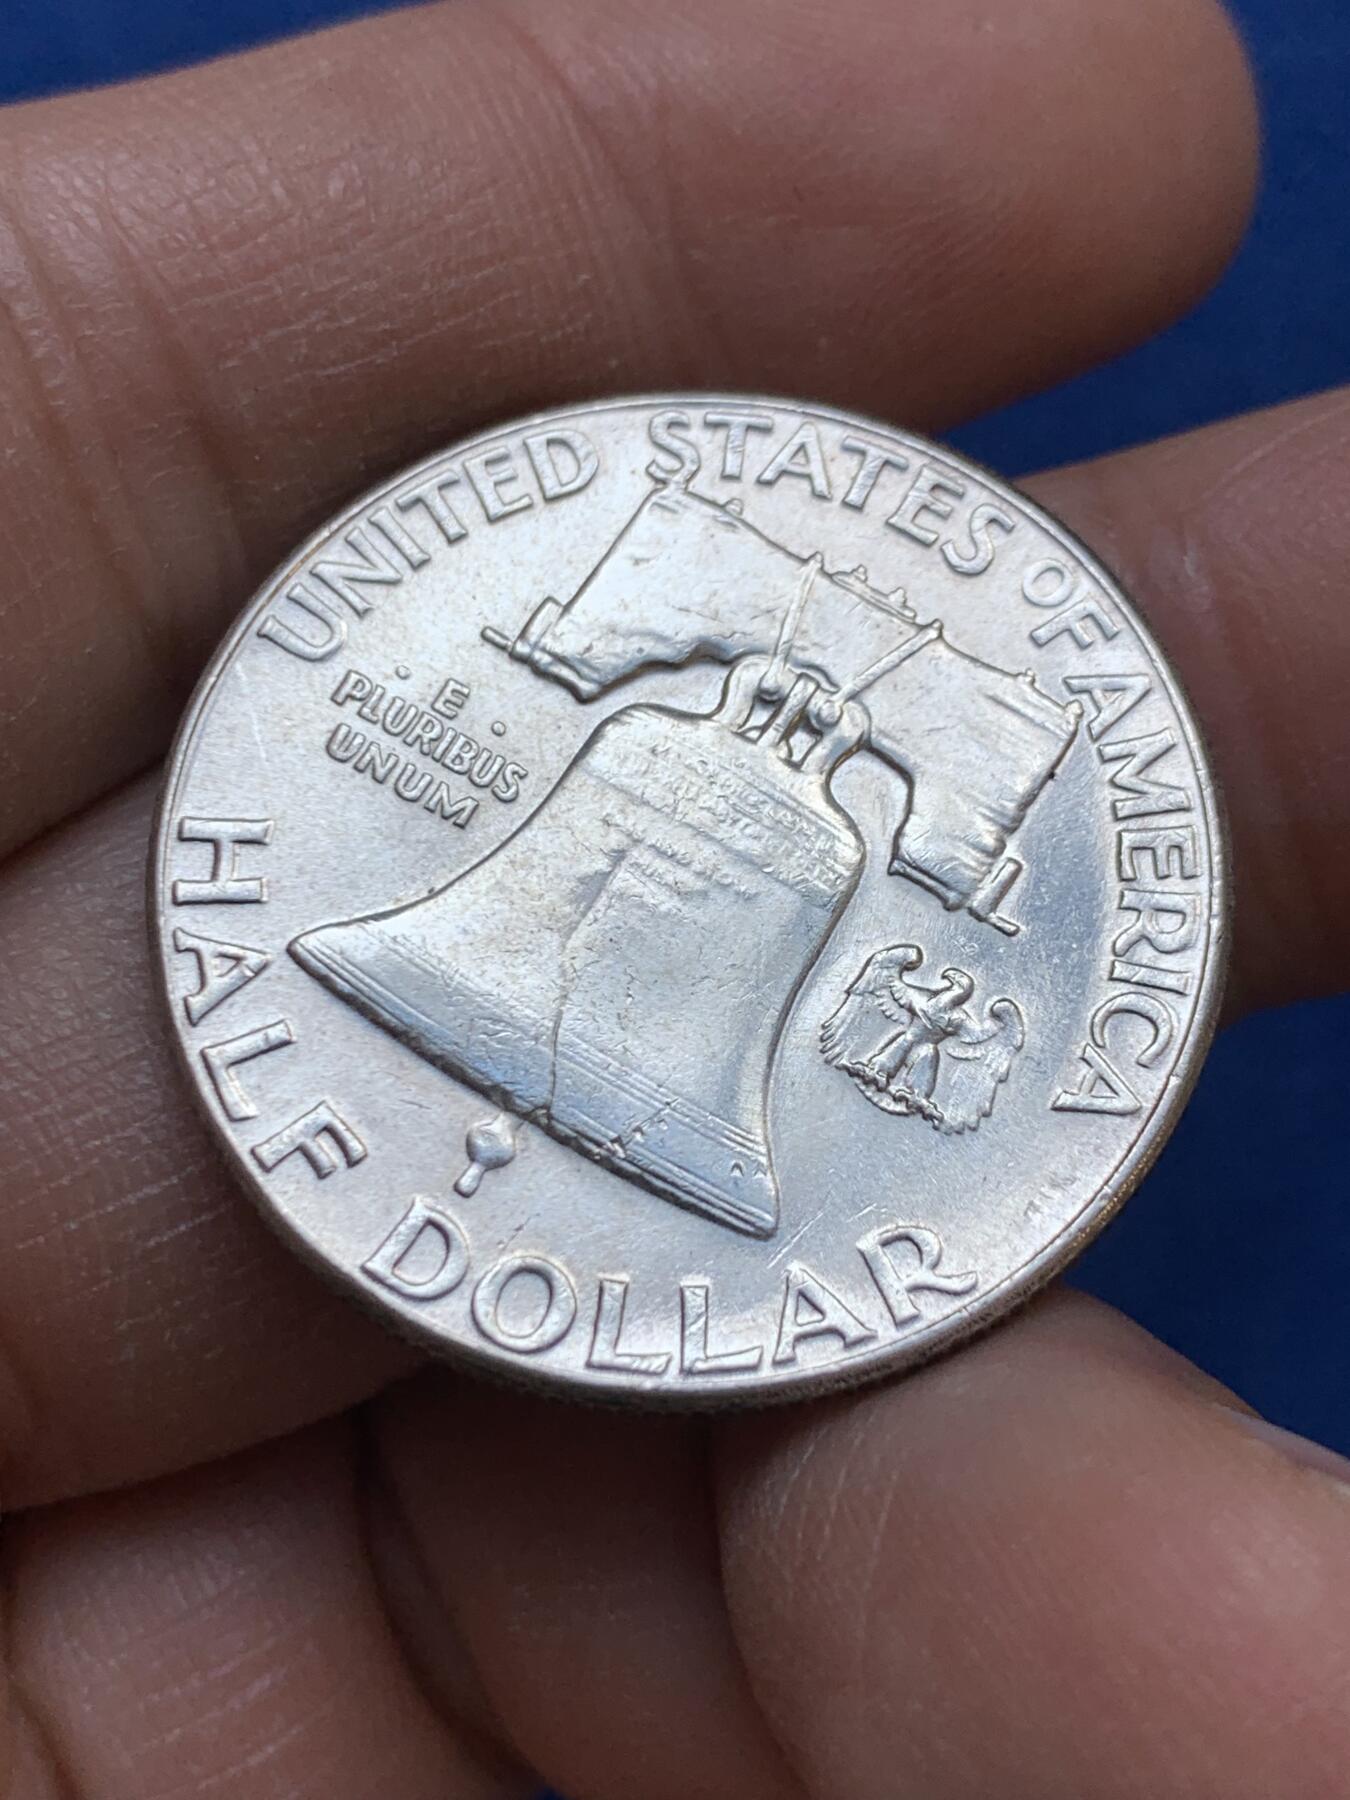 UNITED STATES OF AMERICA
· E ·
PLURIBUS
UNUM
HALF DOLLAR